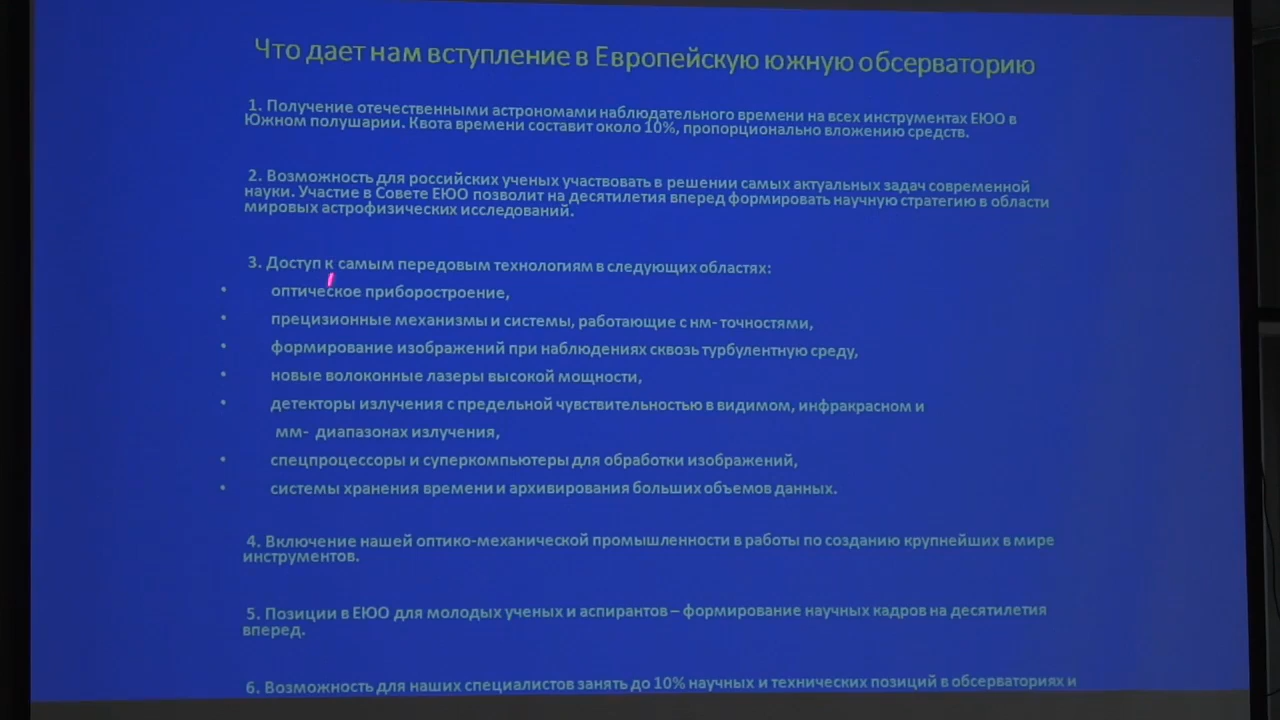 Что дает нам вступление в Европейскую южную обсерваторию
1. Получение отечественными астрономами наблюдательного времени на всех инструментах ЕЮО в
Южном полушарии. Квота времени составит около 10%, пропорционально вложению средств.
2. Возможность для российских ученых участвовать в решении самых актуальных задач современной
науки. Участие в Совете ЕЮО позволит на десятилетия вперед формировать научную стратегию в области
мировых астрофизических исследований.
3. Доступ к самым передовым технологиям в следующих областях:
• оптическое приборостроение,
• прецизионные механизмы и системы, работающие с нм- точностями,
• формирование изображений при наблюдениях сквозь турбулентную среду,
• новые волоконные лазеры высокой мощности,
• детекторы излучения с предельной чувствительностью в видимом, инфракрасном и
мм- диапазонах излучения,
• спецпроцессоры и суперкомпьютеры для обработки изображений,
• системы хранения времени и архивирования больших объемов данных.
4. Включение нашей оптико-механической промышленности в работы по созданию крупнейших в мире
инструментов.
5. Позиции в ЕЮО для молодых ученых и аспирантов – формирование научных кадров на десятилетия
вперед.
6. Возможность для наших специалистов занять до 10% научных и технических позиций в обсерваториях и